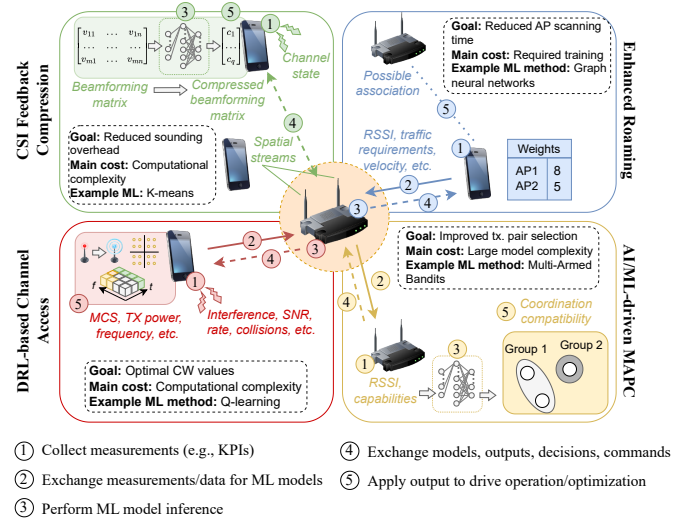 CSI Feedback
Compression
3
5
1
v11 v1n
... ...
vm1 vmn
c1
...
cq
Channel
state
Beamforming
matrix
Compressed
beamforming
matrix
4
Goal: Reduced sounding
overhead
Main cost: Computational
complexity
Example ML: K-means
Spatial
streams
Enhanced Roaming
Goal: Reduced AP scanning
time
Main cost: Required training
Example ML method: Graph
neural networks
Possible
association
5
RSSI, traffic
requirements,
velocity, etc.
1
2
4
3
Weights
AP1 8
AP2 5
DRL-based Channel
Access
2
4
3
1
5
f
t
MCS, TX power,
frequency, etc.
Interference, SNR,
rate, collisions, etc.
Goal: Optimal CW values
Main cost: Computational complexity
Example ML method: Q-learning
AI/ML-driven MAPC
Goal: Improved tx. pair selection
Main cost: Large model complexity
Example ML method: Multi-Armed
Bandits
2
4
1
RSSI,
capabilities
3
5
Coordination
compatibility
Group 1
Group 2
1 Collect measurements (e.g., KPIs)
2 Exchange measurements/data for ML models
3 Perform ML model inference
4 Exchange models, outputs, decisions, commands
5 Apply output to drive operation/optimization